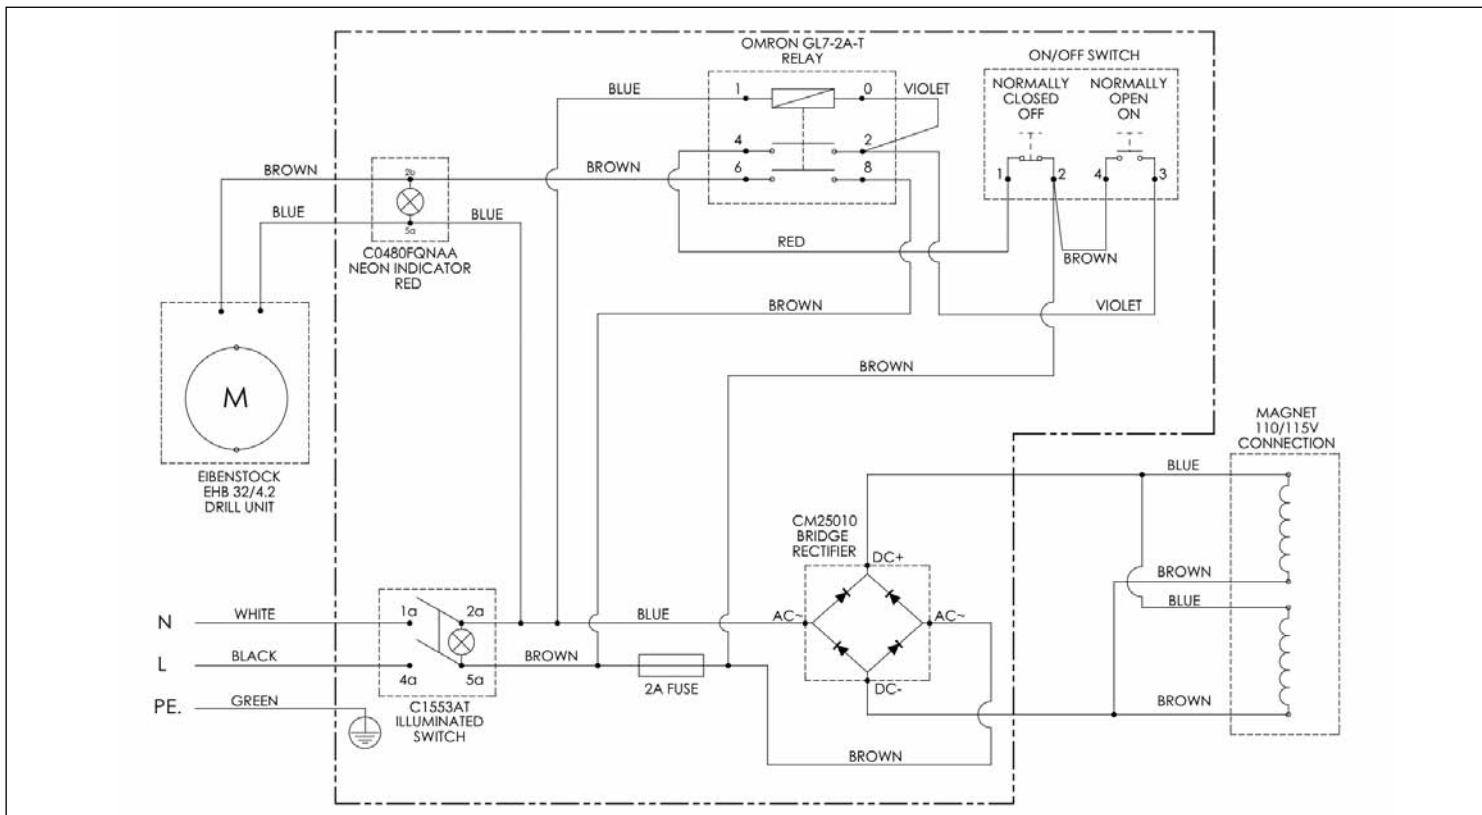 OMRON GL7-2A-T
RELAY
ON/OFF SWITCH
BLUE
1
0
VIOLET
NORMALLY
CLOSED
OFF
NORMALLY
OPEN
ON
4
2
BROWN
2b
BROWN
6
8
1
2
4
3
BLUE
5a
BLUE
C0480FQNAA
NEON INDICATOR
RED
RED
BROWN
BROWN
VIOLET
M
BROWN
EIBENSTOCK
EHB 32/4.2
DRILL UNIT
MAGNET
110/115V
CONNECTION
BLUE
CM25010
BRIDGE
RECTIFIER
DC+
BROWN
BLUE
N
WHITE
1a
2a
BLUE
AC~
AC~
L
BLACK
BROWN
4a
5a
2A FUSE
DC-
PE.
GREEN
C1553AT
ILLUMINATED
SWITCH
BROWN
BROWN